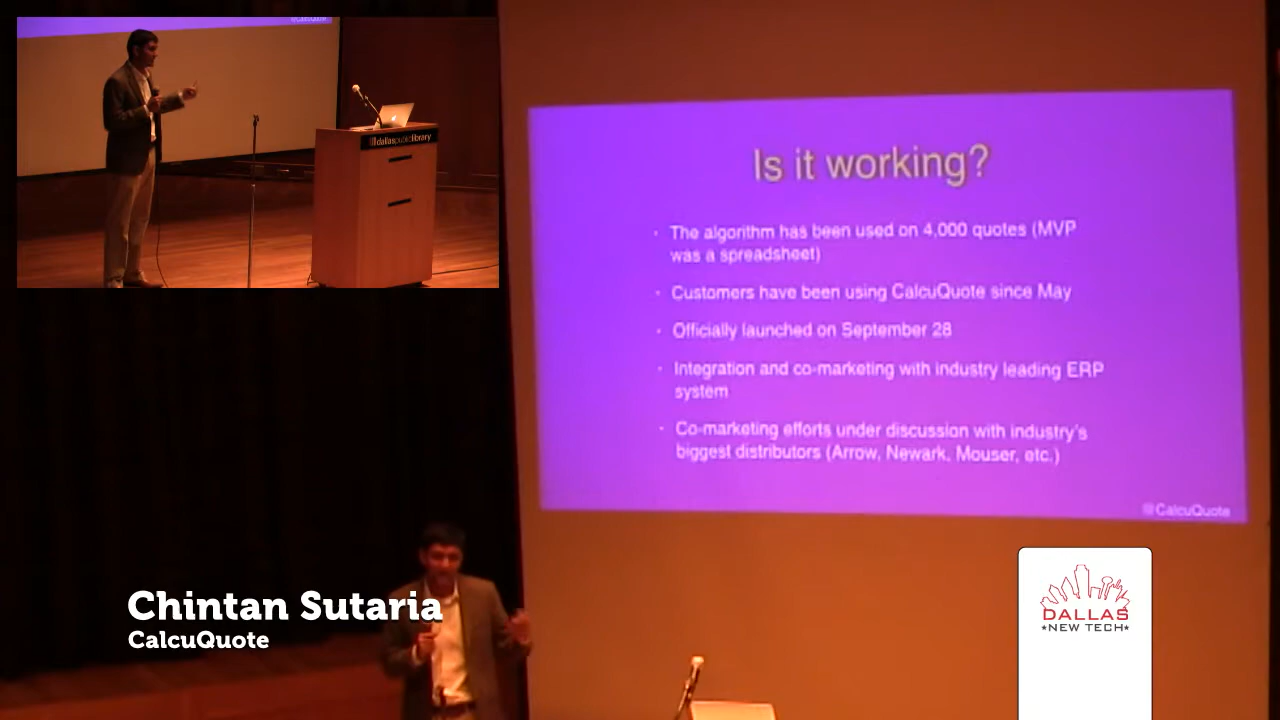 @CalcuQuote
dallaspubliclibrary
Is it working?
· The algorithm has been used on 4,000 quotes (MVP
was a spreadsheet)
· Customers have been using CalcuQuote since May
· Officially launched on September 28
· Integration and co-marketing with industry leading ERP
system
· Co-marketing efforts under discussion with industry's
biggest distributors (Arrow, Newark, Mouser, etc.)
@CalcuQuote
Chintan Sutaria
CalcuQuote
DALLAS
★NEW TECH★